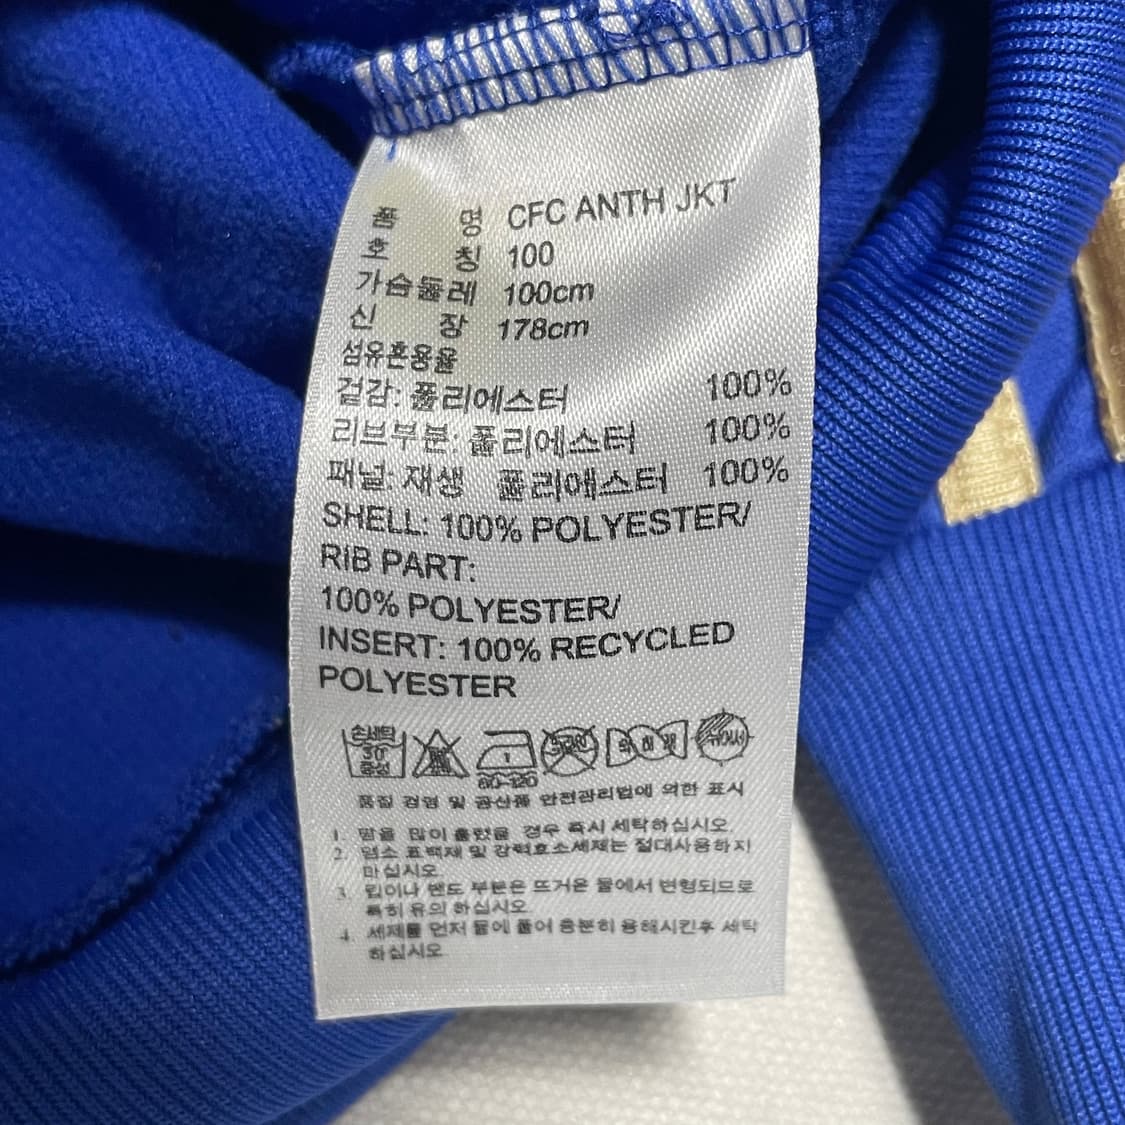 품 명 CFC ANTH JKT
호 칭 100
가슴둘레 100cm
신 장 178cm
섬유혼용율
겉감: 폴리에스터 100%
리브부분: 폴리에스터 100%
패널: 재생 폴리에스터 100%
SHELL: 100% POLYESTER/
RIB PART:
100% POLYESTER/
INSERT: 100% RECYCLED
POLYESTER
손세탁
30°
중성
80-120
품질 경영 및 공산품 안전관리법에 의한 표시
1. 땀을 많이 흘렸을 경우 즉시 세탁하십시오.
2. 염소 표백제 및 강력효소세제는 절대사용하지
마십시오.
3. 립이나 밴드 부분은 뜨거운 물에서 변형되므로
특히 유의 하십시오.
4. 세제를 먼저 물에 풀어 충분히 용해시킨후 세탁
하십시오.